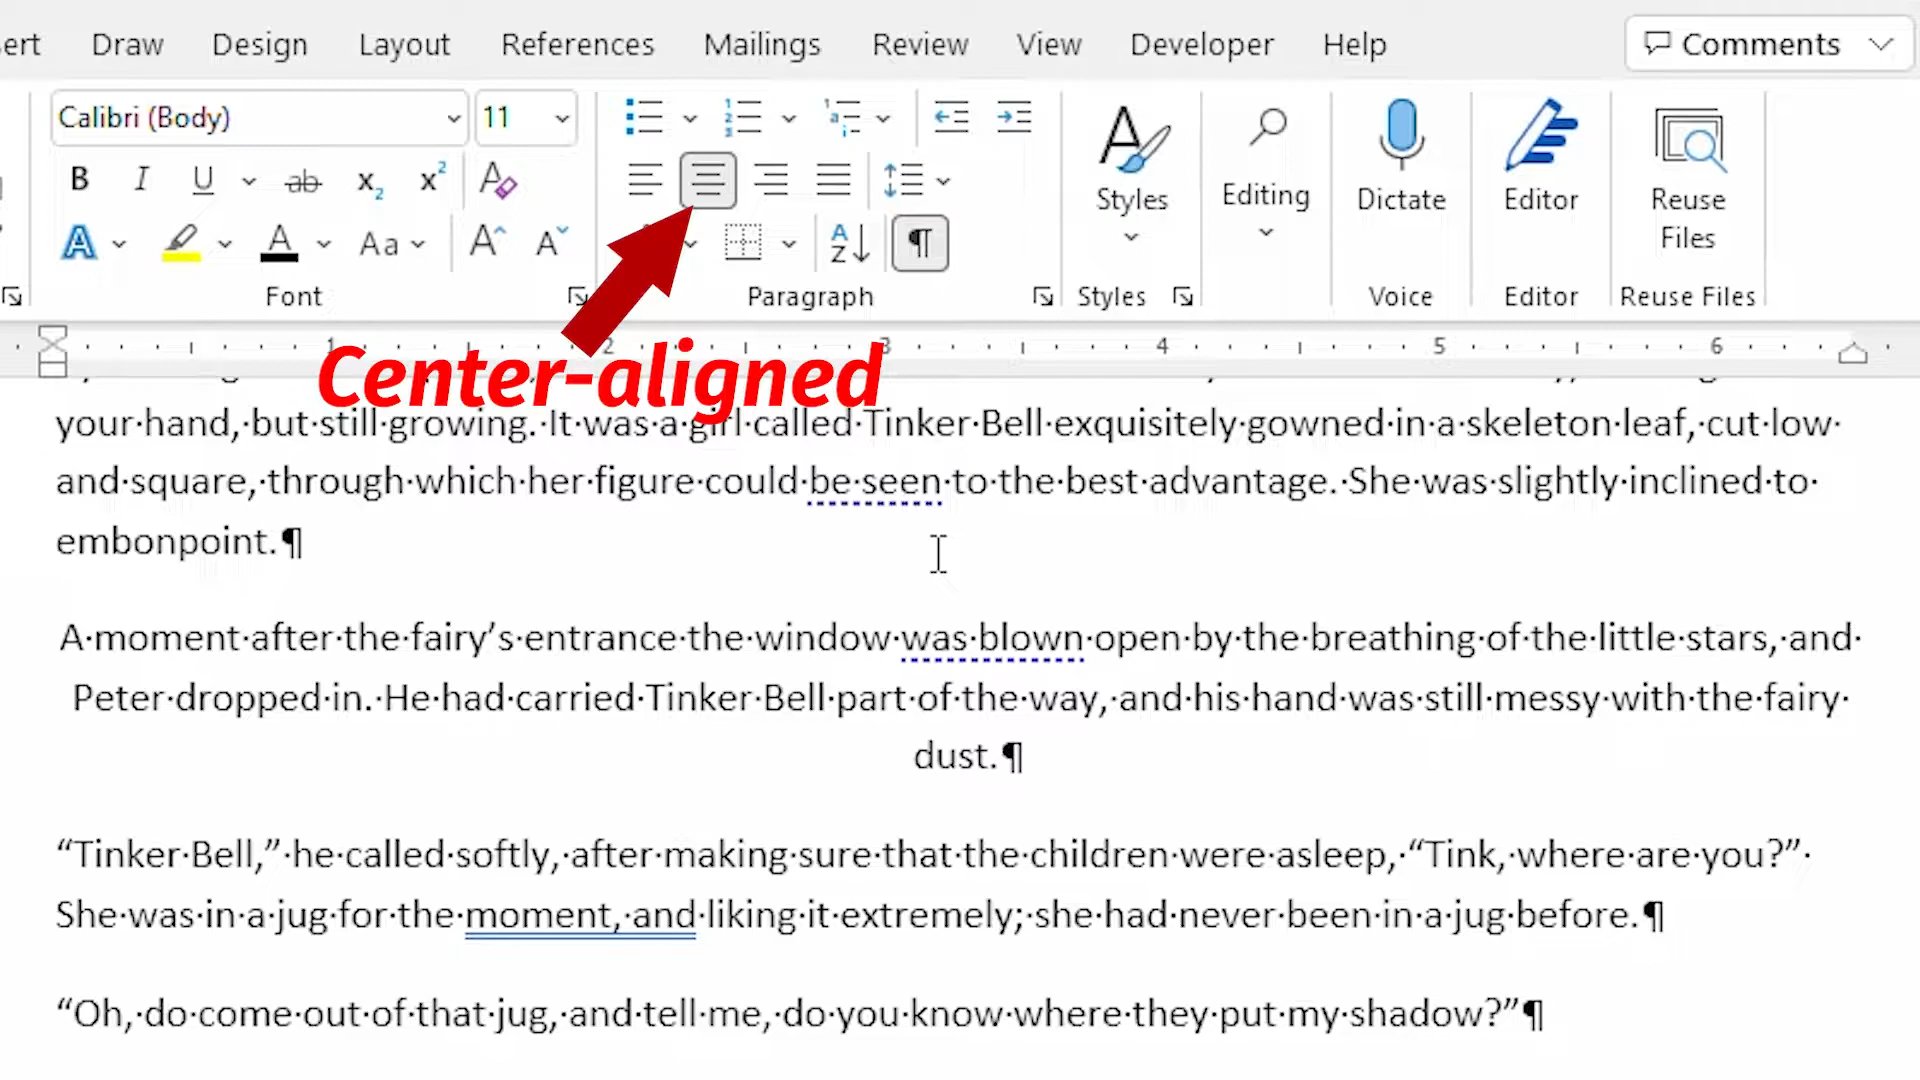 ert Draw Design Layout References Mailings Review View Developer Help Comments
Calibri (Body) 11
B I U ab x₂ x² A
A A Aa A A
Styles Editing Dictate Editor Reuse Files
Font Paragraph Styles Voice Editor Reuse Files
1 2 3 4 5 6
Center-aligned
your·hand,·but·still·growing.·It·was·a·girl·called·Tinker·Bell·exquisitely·gowned·in·a·skeleton·leaf,·cut·low·
and·square,·through·which·her·figure·could·be·seen·to·the·best·advantage.·She·was·slightly·inclined·to·
embonpoint.¶
A·moment·after·the·fairy’s·entrance·the·window·was·blown·open·by·the·breathing·of·the·little·stars,·and·
Peter·dropped·in.·He·had·carried·Tinker·Bell·part·of·the·way,·and·his·hand·was·still·messy·with·the·fairy·
dust.¶
“Tinker·Bell,”·he·called·softly,·after·making·sure·that·the·children·were·asleep,·“Tink,·where·are·you?”·
She·was·in·a·jug·for·the·moment,·and·liking·it·extremely;·she·had·never·been·in·a·jug·before.¶
“Oh,·do·come·out·of·that·jug,·and·tell·me,·do·you·know·where·they·put·my·shadow?”¶